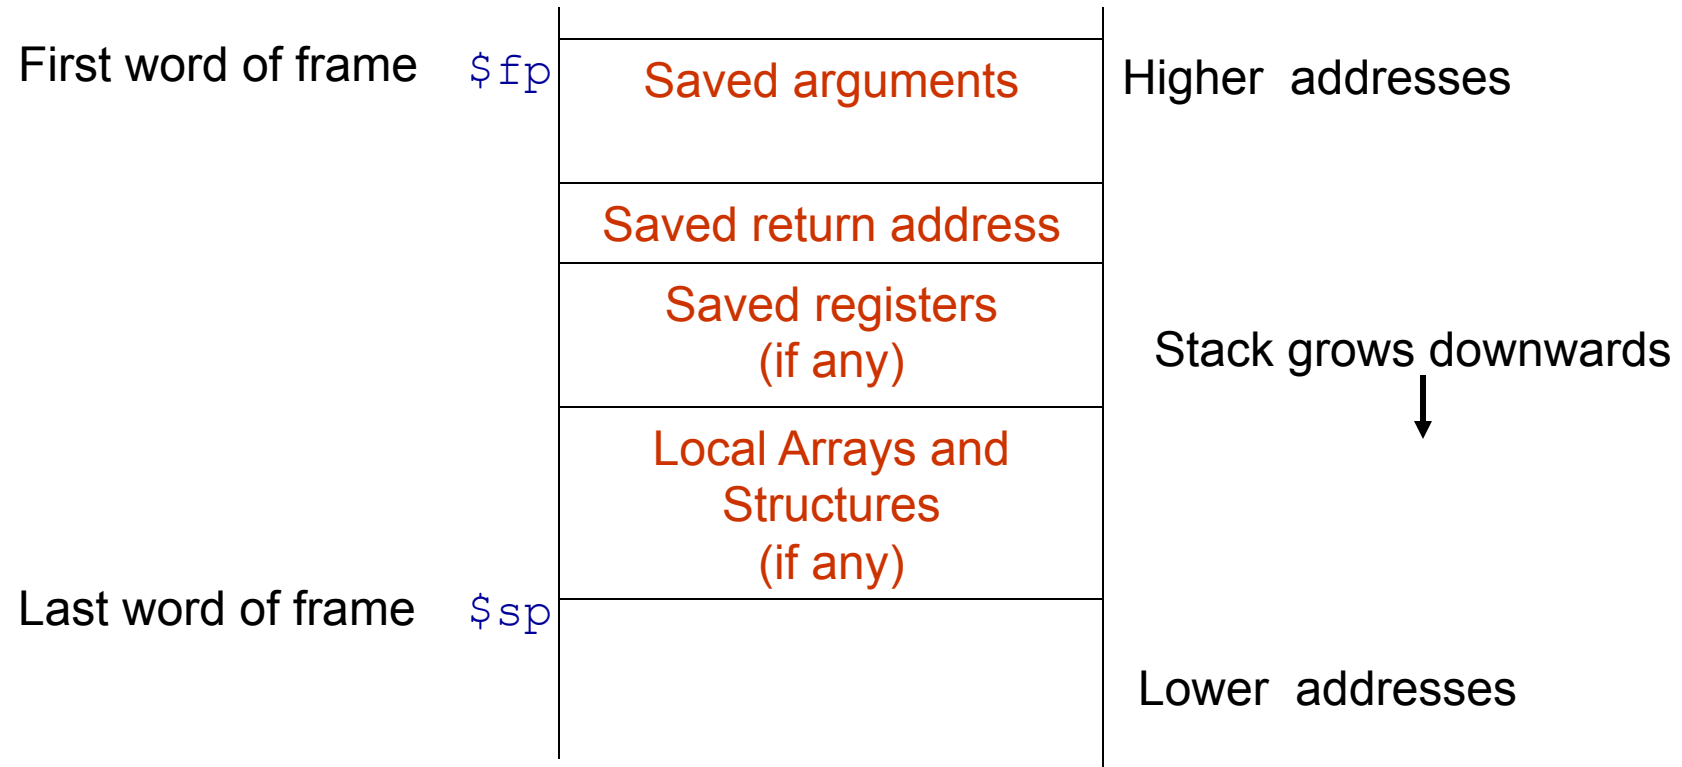 First word of frame $fp
Saved arguments
Higher addresses
Saved return address
Saved registers
(if any)
Stack grows downwards
Local Arrays and
Structures
(if any)
Last word of frame $sp
Lower addresses